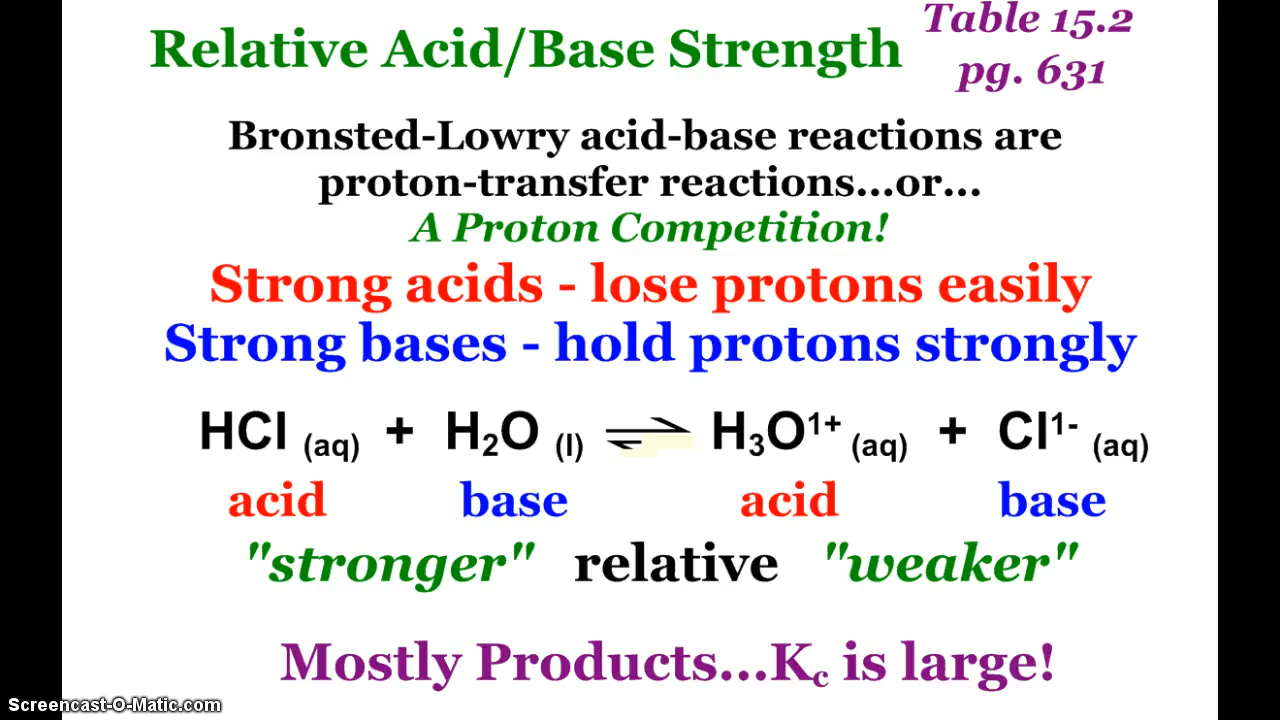 Relative Acid/Base Strength
Table 15.2
pg. 631
Bronsted-Lowry acid-base reactions are
proton-transfer reactions...or...
A Proton Competition!
Strong acids - lose protons easily
Strong bases - hold protons strongly
HCl (aq) + H₂O (l) ⇌ H₃O¹⁺ (aq) + Cl¹⁻ (aq)
acid base acid base
"stronger" relative "weaker"
Mostly Products...Kc is large!
Screencast-O-Matic.com